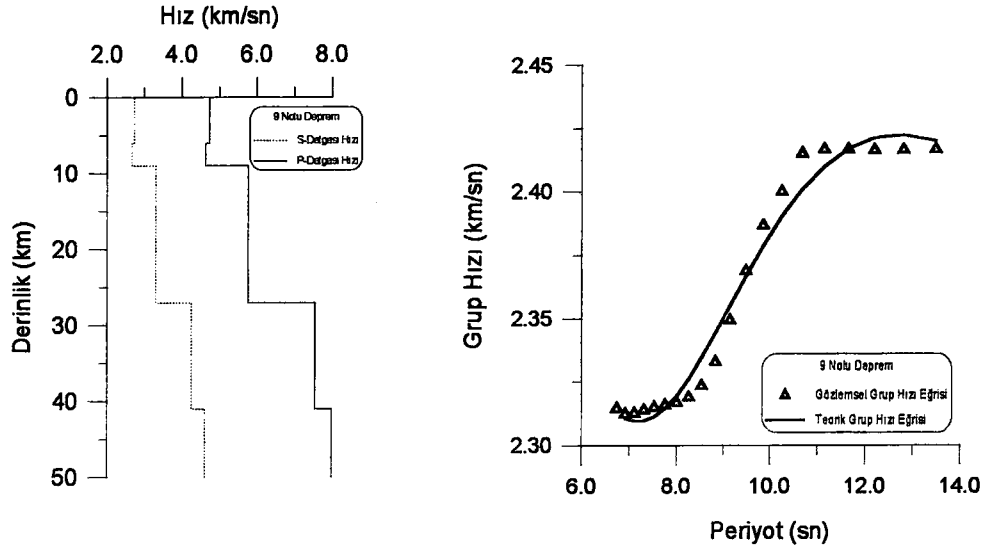 Hız (km/sn)
2.0 4.0 6.0 8.0
0
10
20
30
40
50
Derinlik (km)
9 Nolu Deprem
S-Dalgası Hızı
P-Dalgası Hızı
2.45
2.40
2.35
2.30
Grup Hızı (km/sn)
9 Nolu Deprem
Gözlemsel Grup Hızı Eğrisi
Teorik Grup Hızı Eğrisi
6.0 8.0 10.0 12.0 14.0
Periyot (sn)